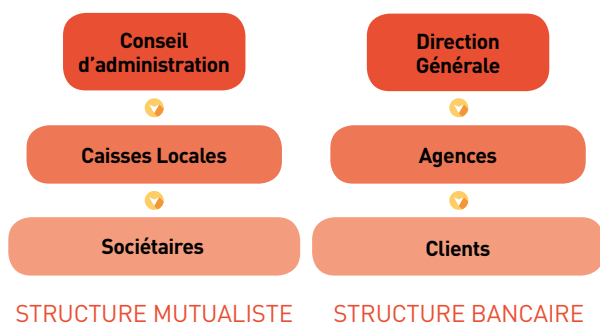 Conseil
d'administration
Caisses Locales
Sociétaires
STRUCTURE MUTUALISTE
Direction
Générale
Agences
Clients
STRUCTURE BANCAIRE